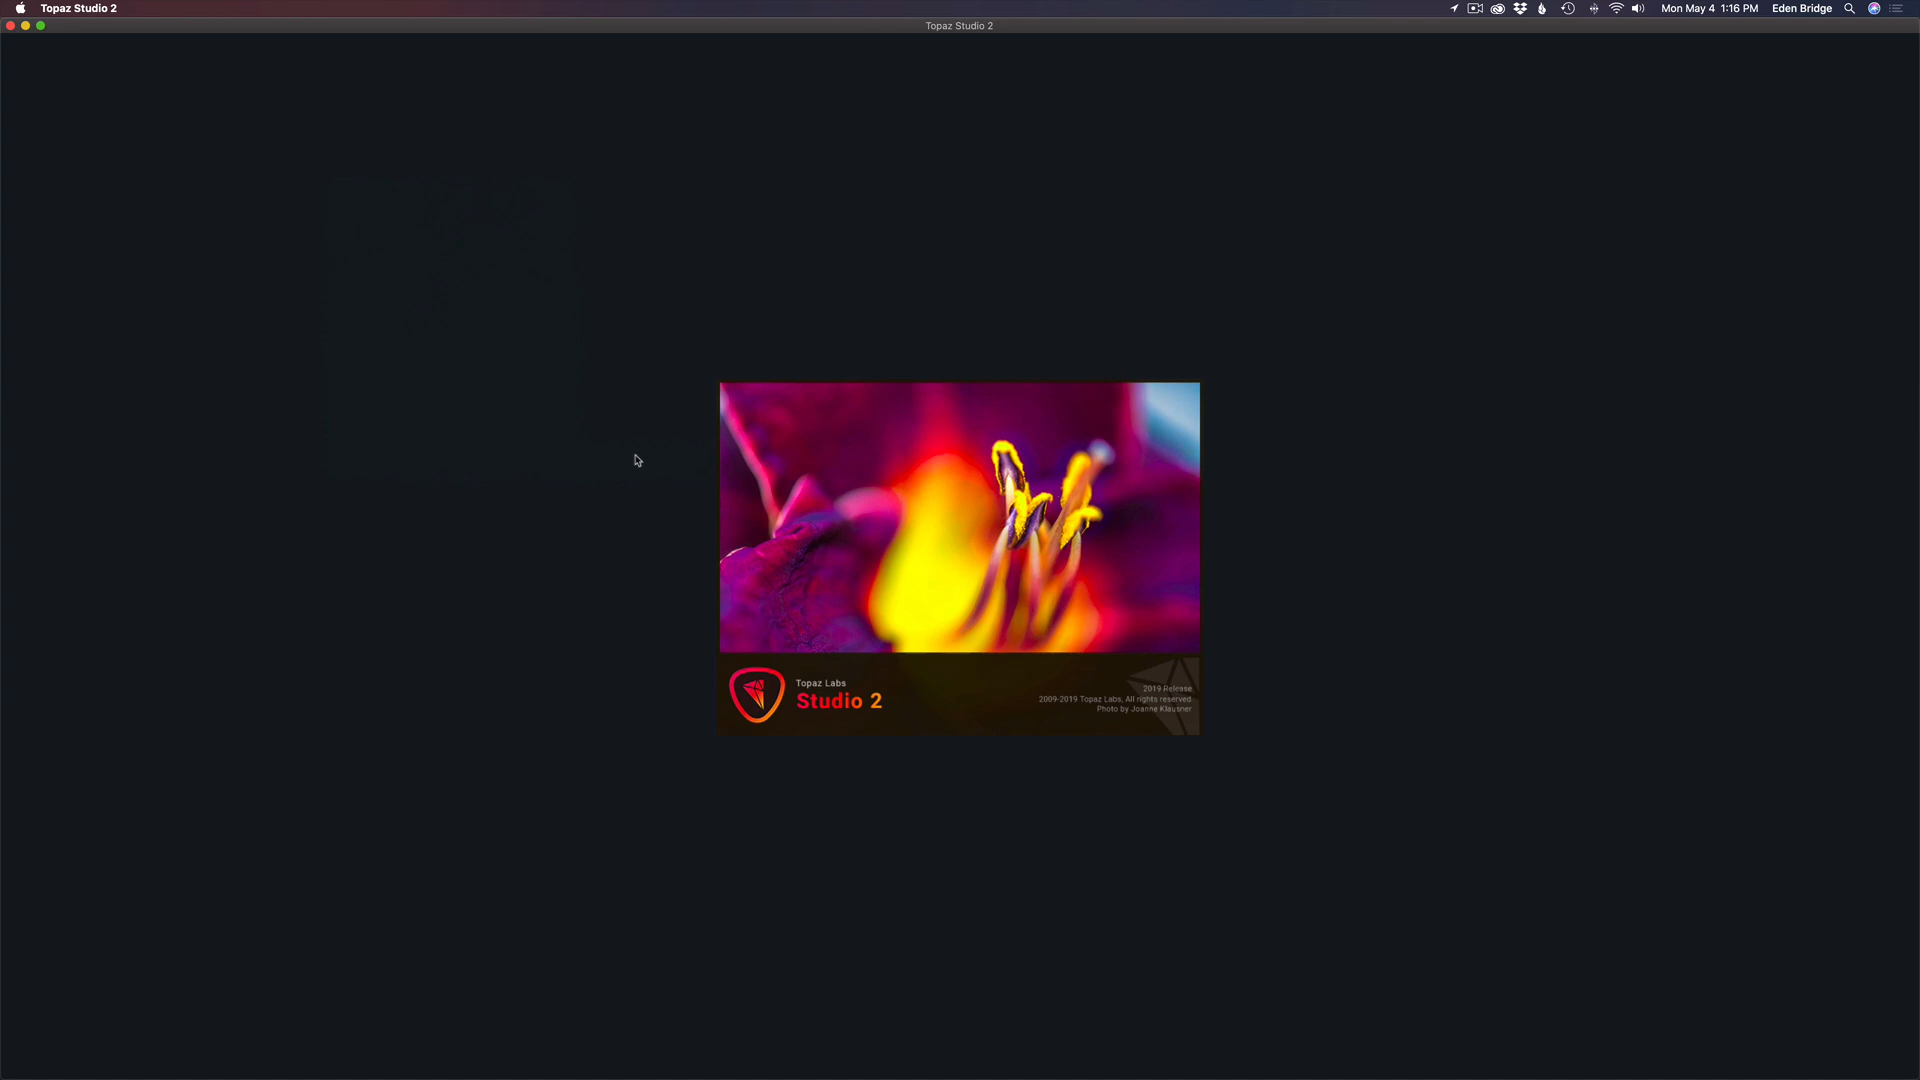 Topaz Studio 2
Mon May 4 1:16 PM
Eden Bridge
Topaz Studio 2
Topaz Labs
Studio 2
2019 Release
2009-2019 Topaz Labs, All rights reserved
Photo by Joanne Klausner